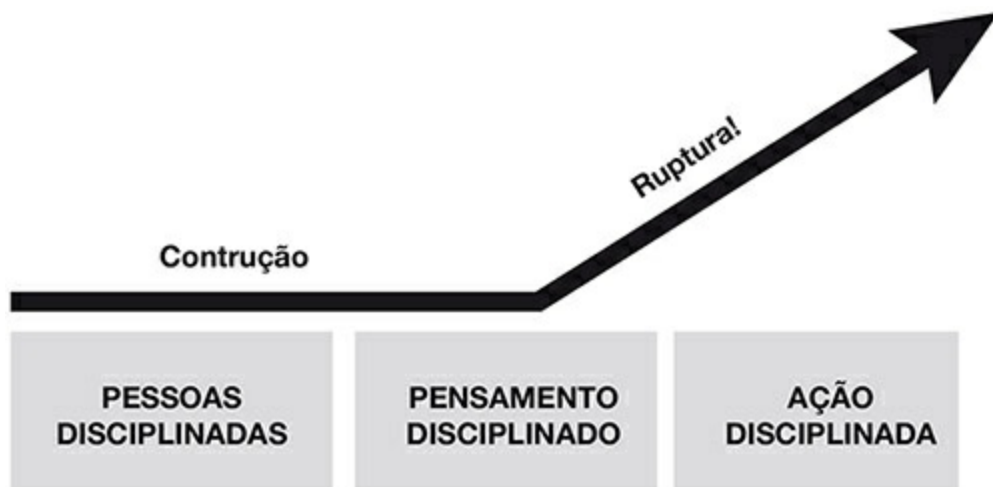 Ruptura!
Contrução
PESSOAS
DISCIPLINADAS
PENSAMENTO
DISCIPLINADO
AÇÃO
DISCIPLINADA